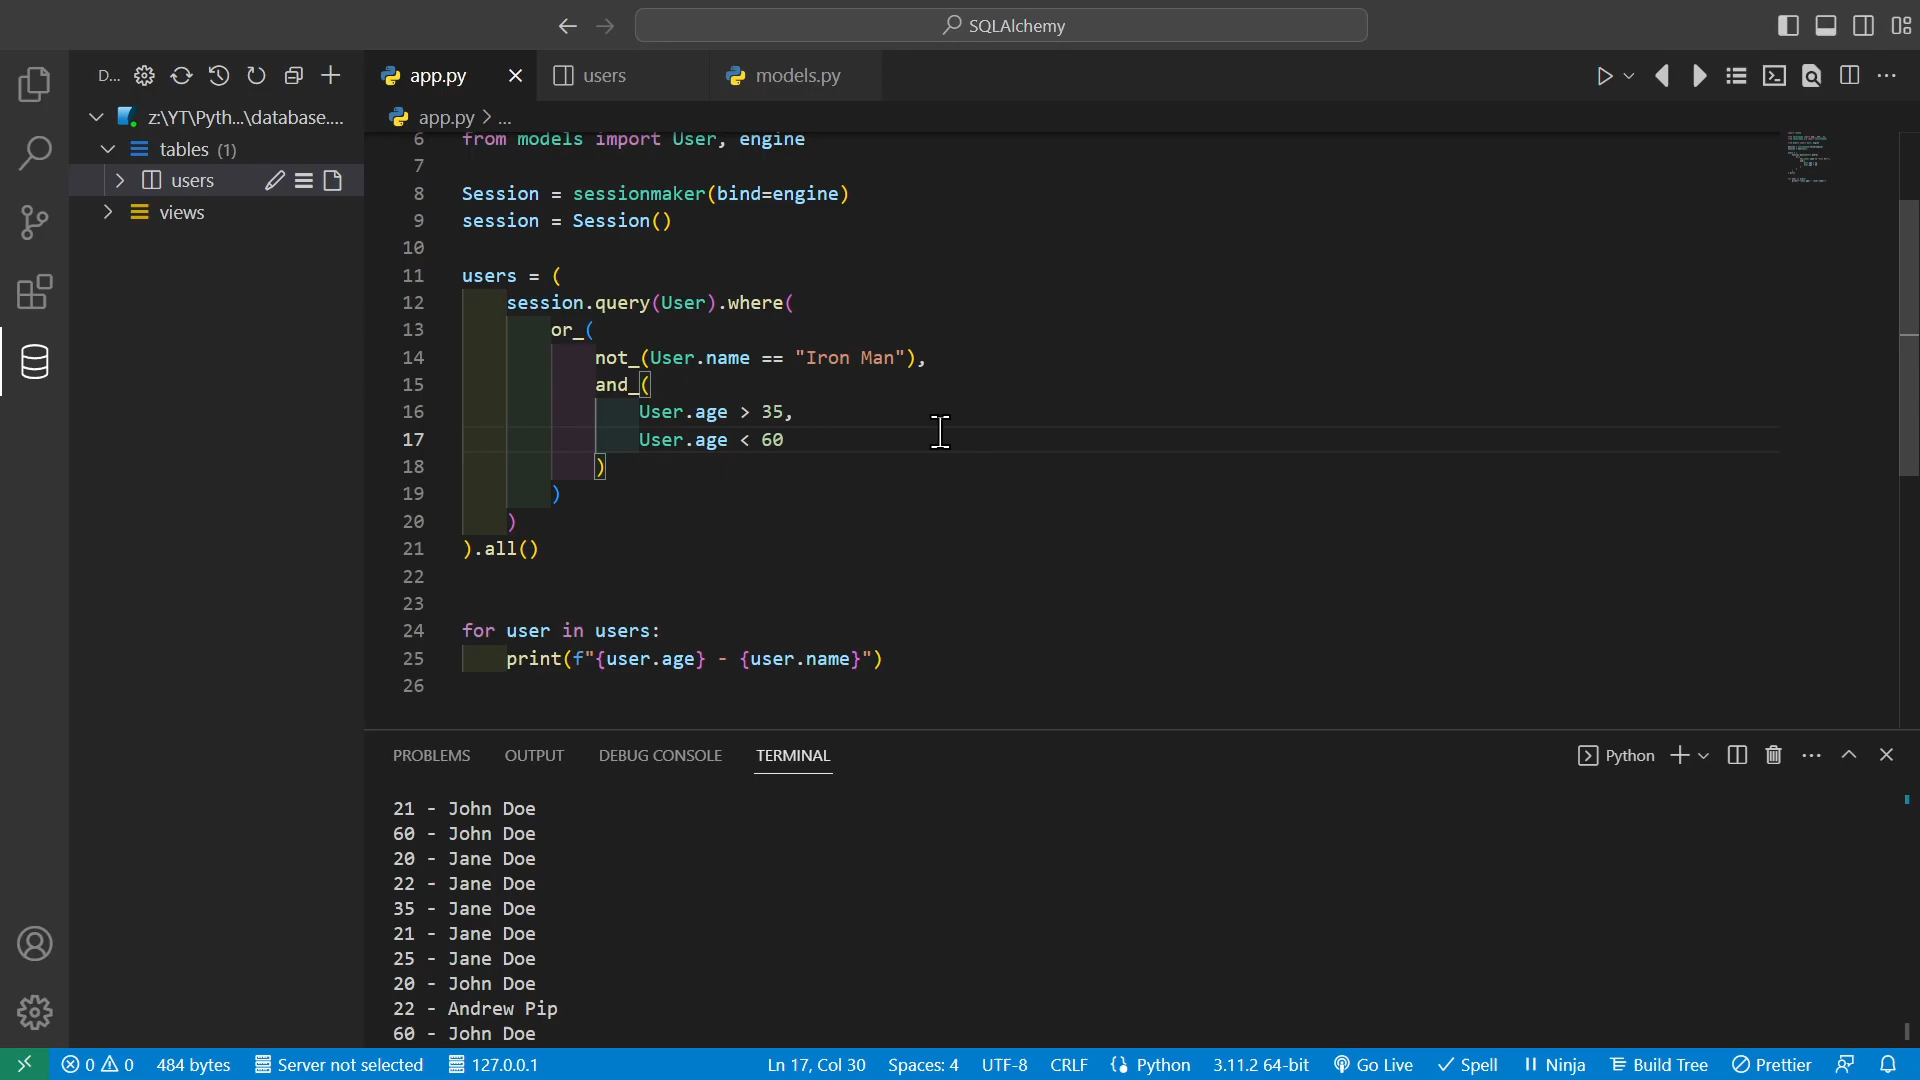 SQLAlchemy
D...
app.py
users
models.py
z:\YT\Pyth...\database....
app.py > ...
tables (1)
users
views
6 from models import User, engine
7
8 Session = sessionmaker(bind=engine)
9 session = Session()
10
11 users = (
12 session.query(User).where(
13 or_(
14 not_(User.name == "Iron Man"),
15 and_(
16 User.age > 35,
17 User.age < 60
18 )
19 )
20 )
21 ).all()
22
23
24 for user in users:
25 print(f"{user.age} - {user.name}")
26
PROBLEMS OUTPUT DEBUG CONSOLE TERMINAL
Python
21 - John Doe
60 - John Doe
20 - Jane Doe
22 - Jane Doe
35 - Jane Doe
21 - Jane Doe
25 - Jane Doe
20 - John Doe
22 - Andrew Pip
60 - John Doe
0 0 484 bytes Server not selected 127.0.0.1 Ln 17, Col 30 Spaces: 4 UTF-8 CRLF Python 3.11.2 64-bit Go Live Spell Ninja Build Tree Prettier